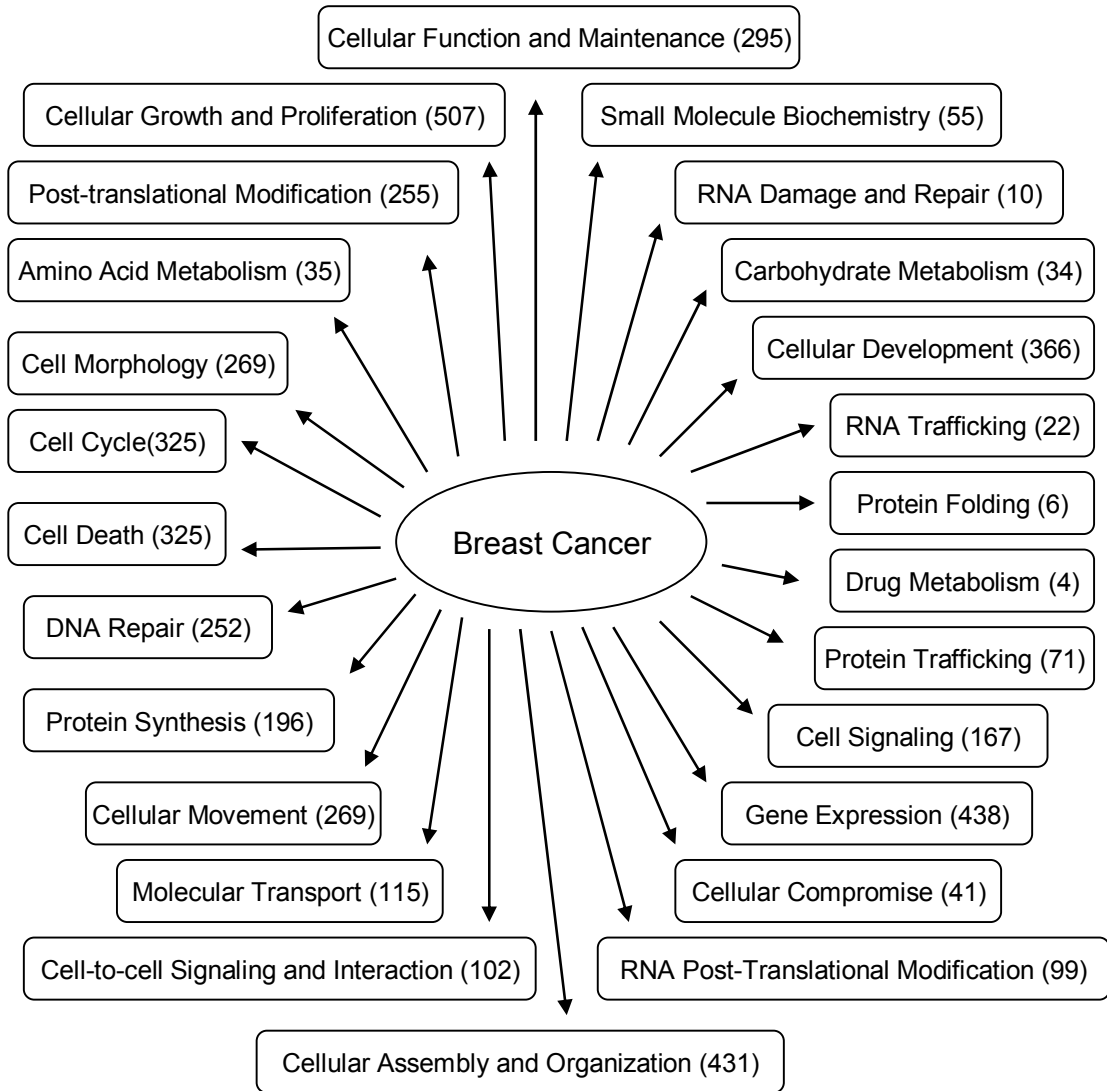 Cellular Function and Maintenance (295)
Cellular Growth and Proliferation (507)
Small Molecule Biochemistry (55)
Post-translational Modification (255)
RNA Damage and Repair (10)
Amino Acid Metabolism (35)
Carbohydrate Metabolism (34)
Cell Morphology (269)
Cellular Development (366)
Cell Cycle(325)
RNA Trafficking (22)
Protein Folding (6)
Cell Death (325)
Breast Cancer
Drug Metabolism (4)
DNA Repair (252)
Protein Trafficking (71)
Protein Synthesis (196)
Cell Signaling (167)
Cellular Movement (269)
Gene Expression (438)
Molecular Transport (115)
Cellular Compromise (41)
Cell-to-cell Signaling and Interaction (102)
RNA Post-Translational Modification (99)
Cellular Assembly and Organization (431)